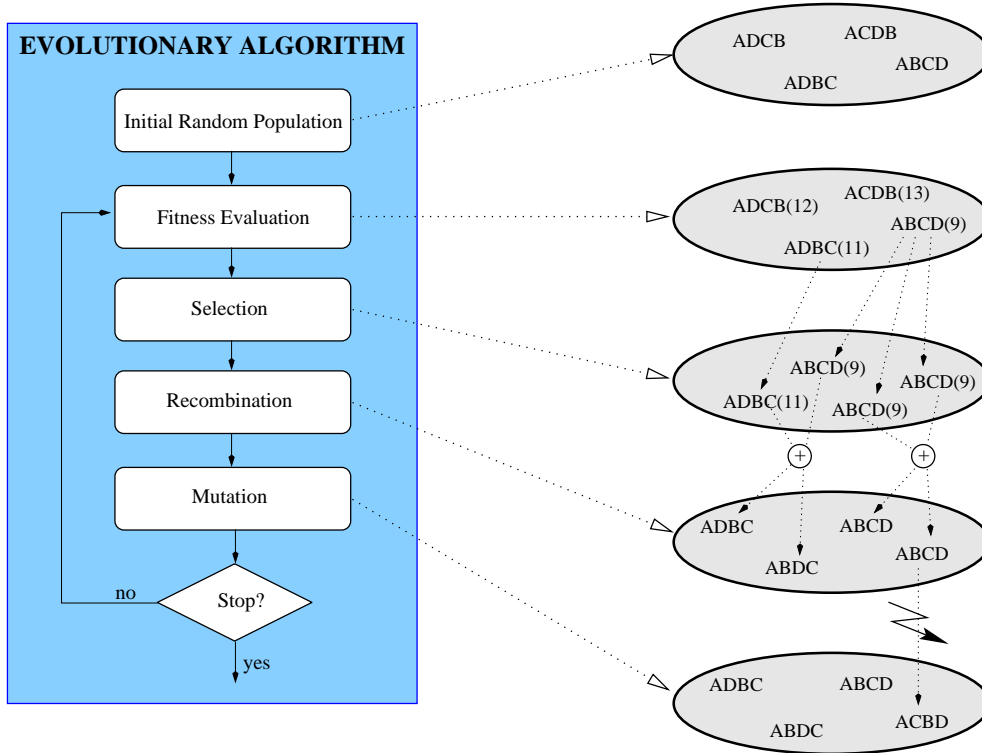 EVOLUTIONARY ALGORITHM
Initial Random Population
Fitness Evaluation
Selection
Recombination
Mutation
Stop?
no
yes
ADCB
ACDB
ABCD
ADBC
ADCB(12)
ACDB(13)
ABCD(9)
ADBC(11)
ABCD(9)
ABCD(9)
ADBC(11)
ABCD(9)
+
+
ADBC
ABCD
ABCD
ABDC
ADBC
ABCD
ABDC
ACBD